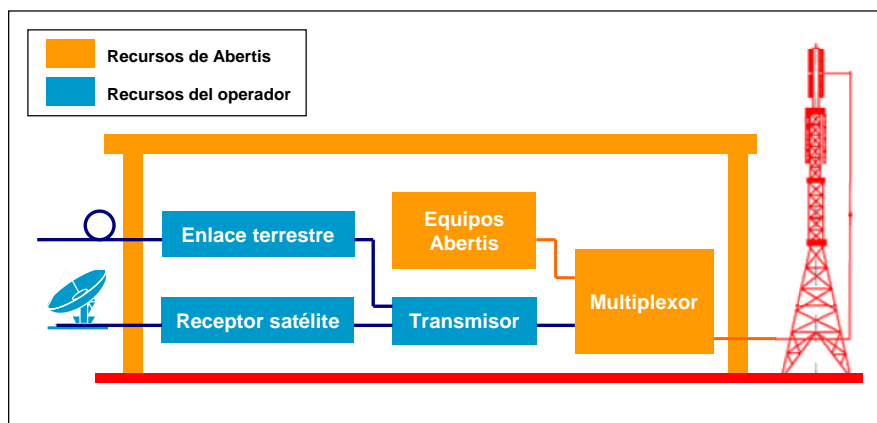 Recursos de Abertis
Recursos del operador
Enlace terrestre
Equipos
Abertis
Multiplexor
Receptor satélite
Transmisor